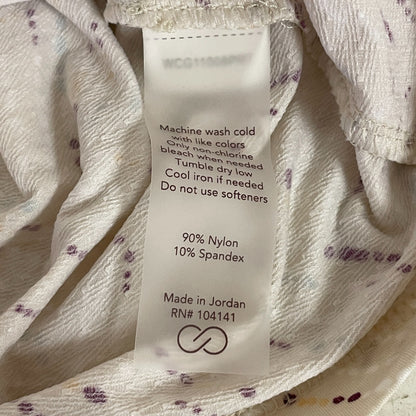 Machine wash cold
with like colors
Only non-chlorine
bleach when needed
Tumble dry low
Cool iron if needed
Do not use softeners
90% Nylon
10% Spandex
Made in Jordan
RN# 104141